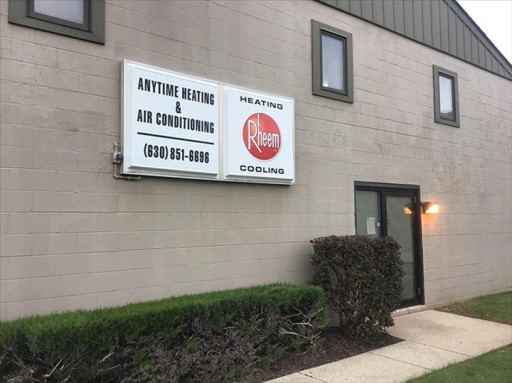 ANYTIME HEATING
&
AIR CONDITIONING
(630) 851-6696
HEATING
Rheem
COOLING